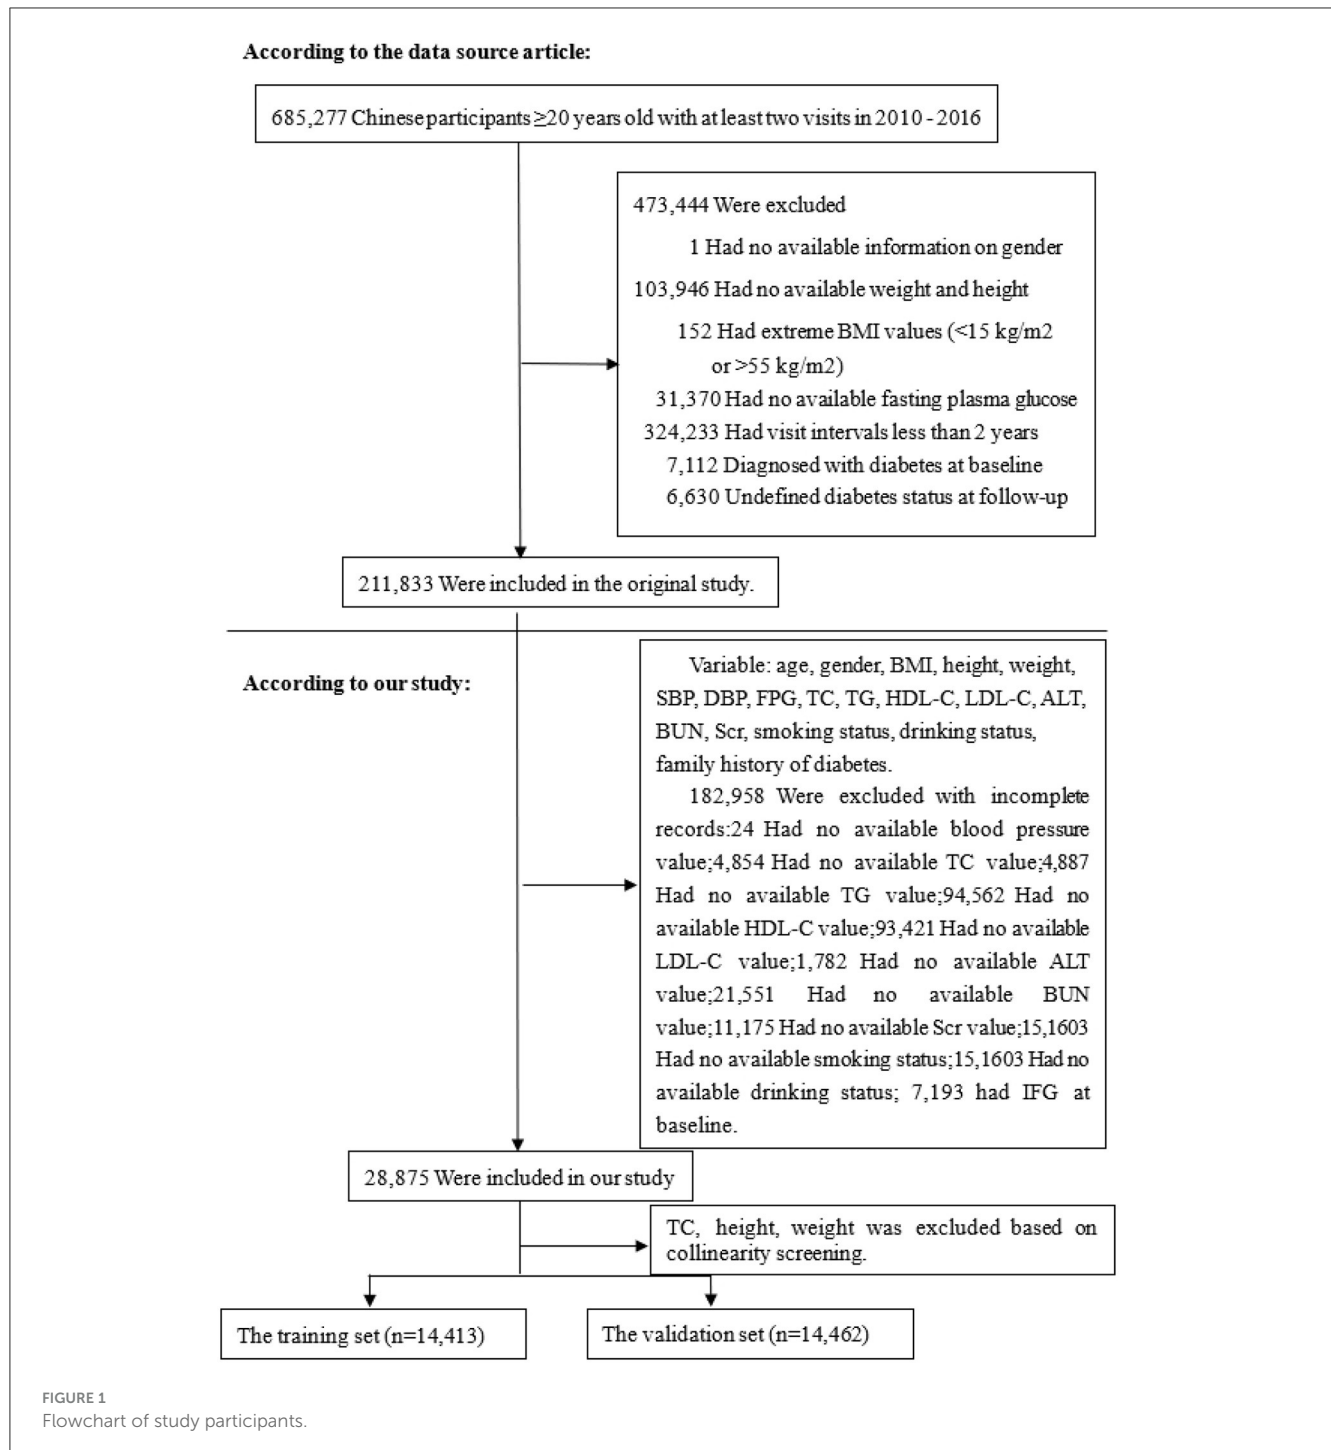 According to the data source article:
685,277 Chinese participants ≥20 years old with at least two visits in 2010 - 2016
473,444 Were excluded
1 Had no available information on gender
103,946 Had no available weight and height
152 Had extreme BMI values (<15 kg/m2
or >55 kg/m2)
31,370 Had no available fasting plasma glucose
324,233 Had visit intervals less than 2 years
7,112 Diagnosed with diabetes at baseline
6,630 Undefined diabetes status at follow-up
211,833 Were included in the original study.
According to our study:
Variable: age, gender, BMI, height, weight,
SBP, DBP, FPG, TC, TG, HDL-C, LDL-C, ALT,
BUN, Scr, smoking status, drinking status,
family history of diabetes.
182,958 Were excluded with incomplete
records:24 Had no available blood pressure
value;4,854 Had no available TC value;4,887
Had no available TG value;94,562 Had no
available HDL-C value;93,421 Had no available
LDL-C value;1,782 Had no available ALT
value;21,551 Had no available BUN
value;11,175 Had no available Scr value;15,1603
Had no available smoking status;15,1603 Had no
available drinking status; 7,193 had IFG at
baseline.
28,875 Were included in our study
TC, height, weight was excluded based on
collinearity screening.
The training set (n=14,413)
The validation set (n=14,462)
FIGURE 1
Flowchart of study participants.